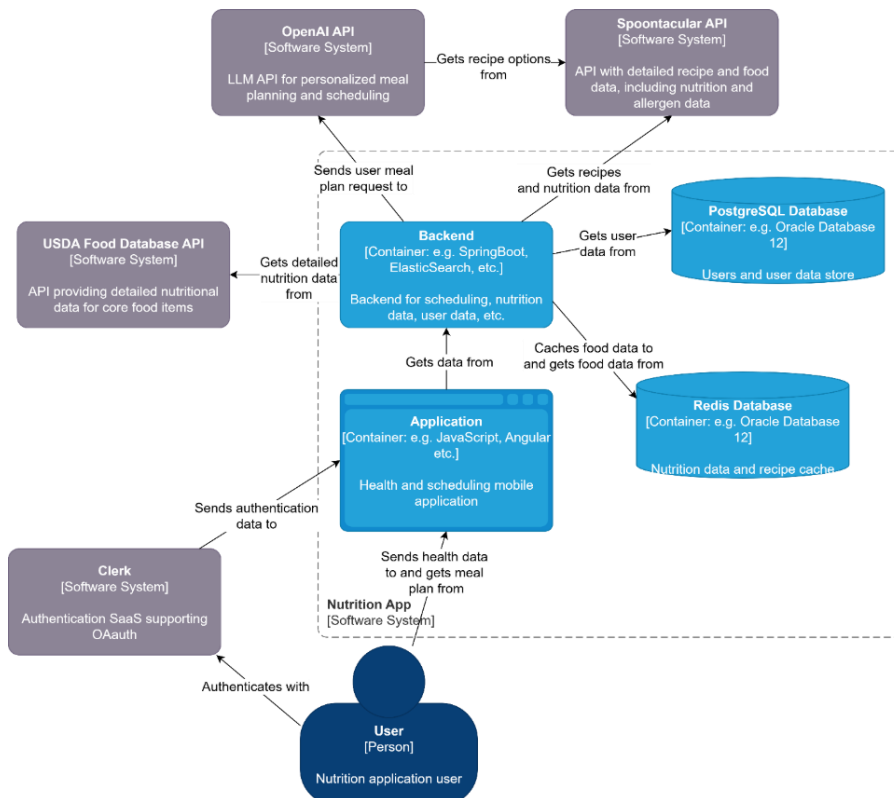 OpenAI API
[Software System]
LLM API for personalized meal
planning and scheduling
Gets recipe options
from
Spoontacular API
[Software System]
API with detailed recipe and food
data, including nutrition and
allergen data
Sends user meal
plan request to
Gets recipes
and nutrition data from
USDA Food Database API
[Software System]
API providing detailed nutritional
data for core food items
Gets detailed
nutrition data
from
Backend
[Container: e.g. SpringBoot,
ElasticSearch, etc.]
Backend for scheduling, nutrition
data, user data, etc.
Gets user
data from
PostgreSQL Database
[Container: e.g. Oracle Database
12]
Users and user data store
Gets data from
Caches food data to
and gets food data from
Redis Database
[Container: e.g. Oracle Database
12]
Nutrition data and recipe cache
Application
[Container: e.g. JavaScript, Angular
etc.]
Health and scheduling mobile
application
Sends authentication
data to
Clerk
[Software System]
Authentication SaaS supporting
OAauth
Sends health data
to and gets meal
plan from
Nutrition App
[Software System]
Authenticates with
User
[Person]
Nutrition application user